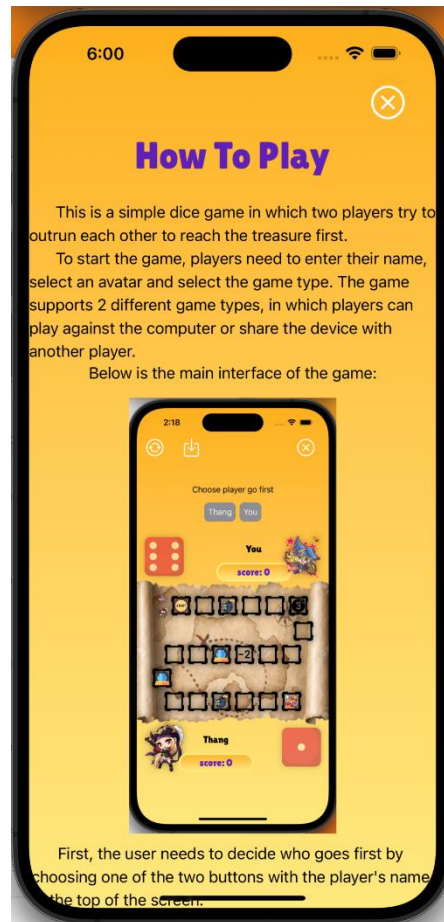 6:00
How To Play
This is a simple dice game in which two players try to
outrun each other to reach the treasure first.
To start the game, players need to enter their name,
select an avatar and select the game type. The game
supports 2 different game types, in which players can
play against the computer or share the device with
another player.
Below is the main interface of the game:
2:18
Choose player go first
Thang You
You
score: 0
-2
Thang
score: 0
First, the user needs to decide who goes first by
choosing one of the two buttons with the player's name
the top of the screen.